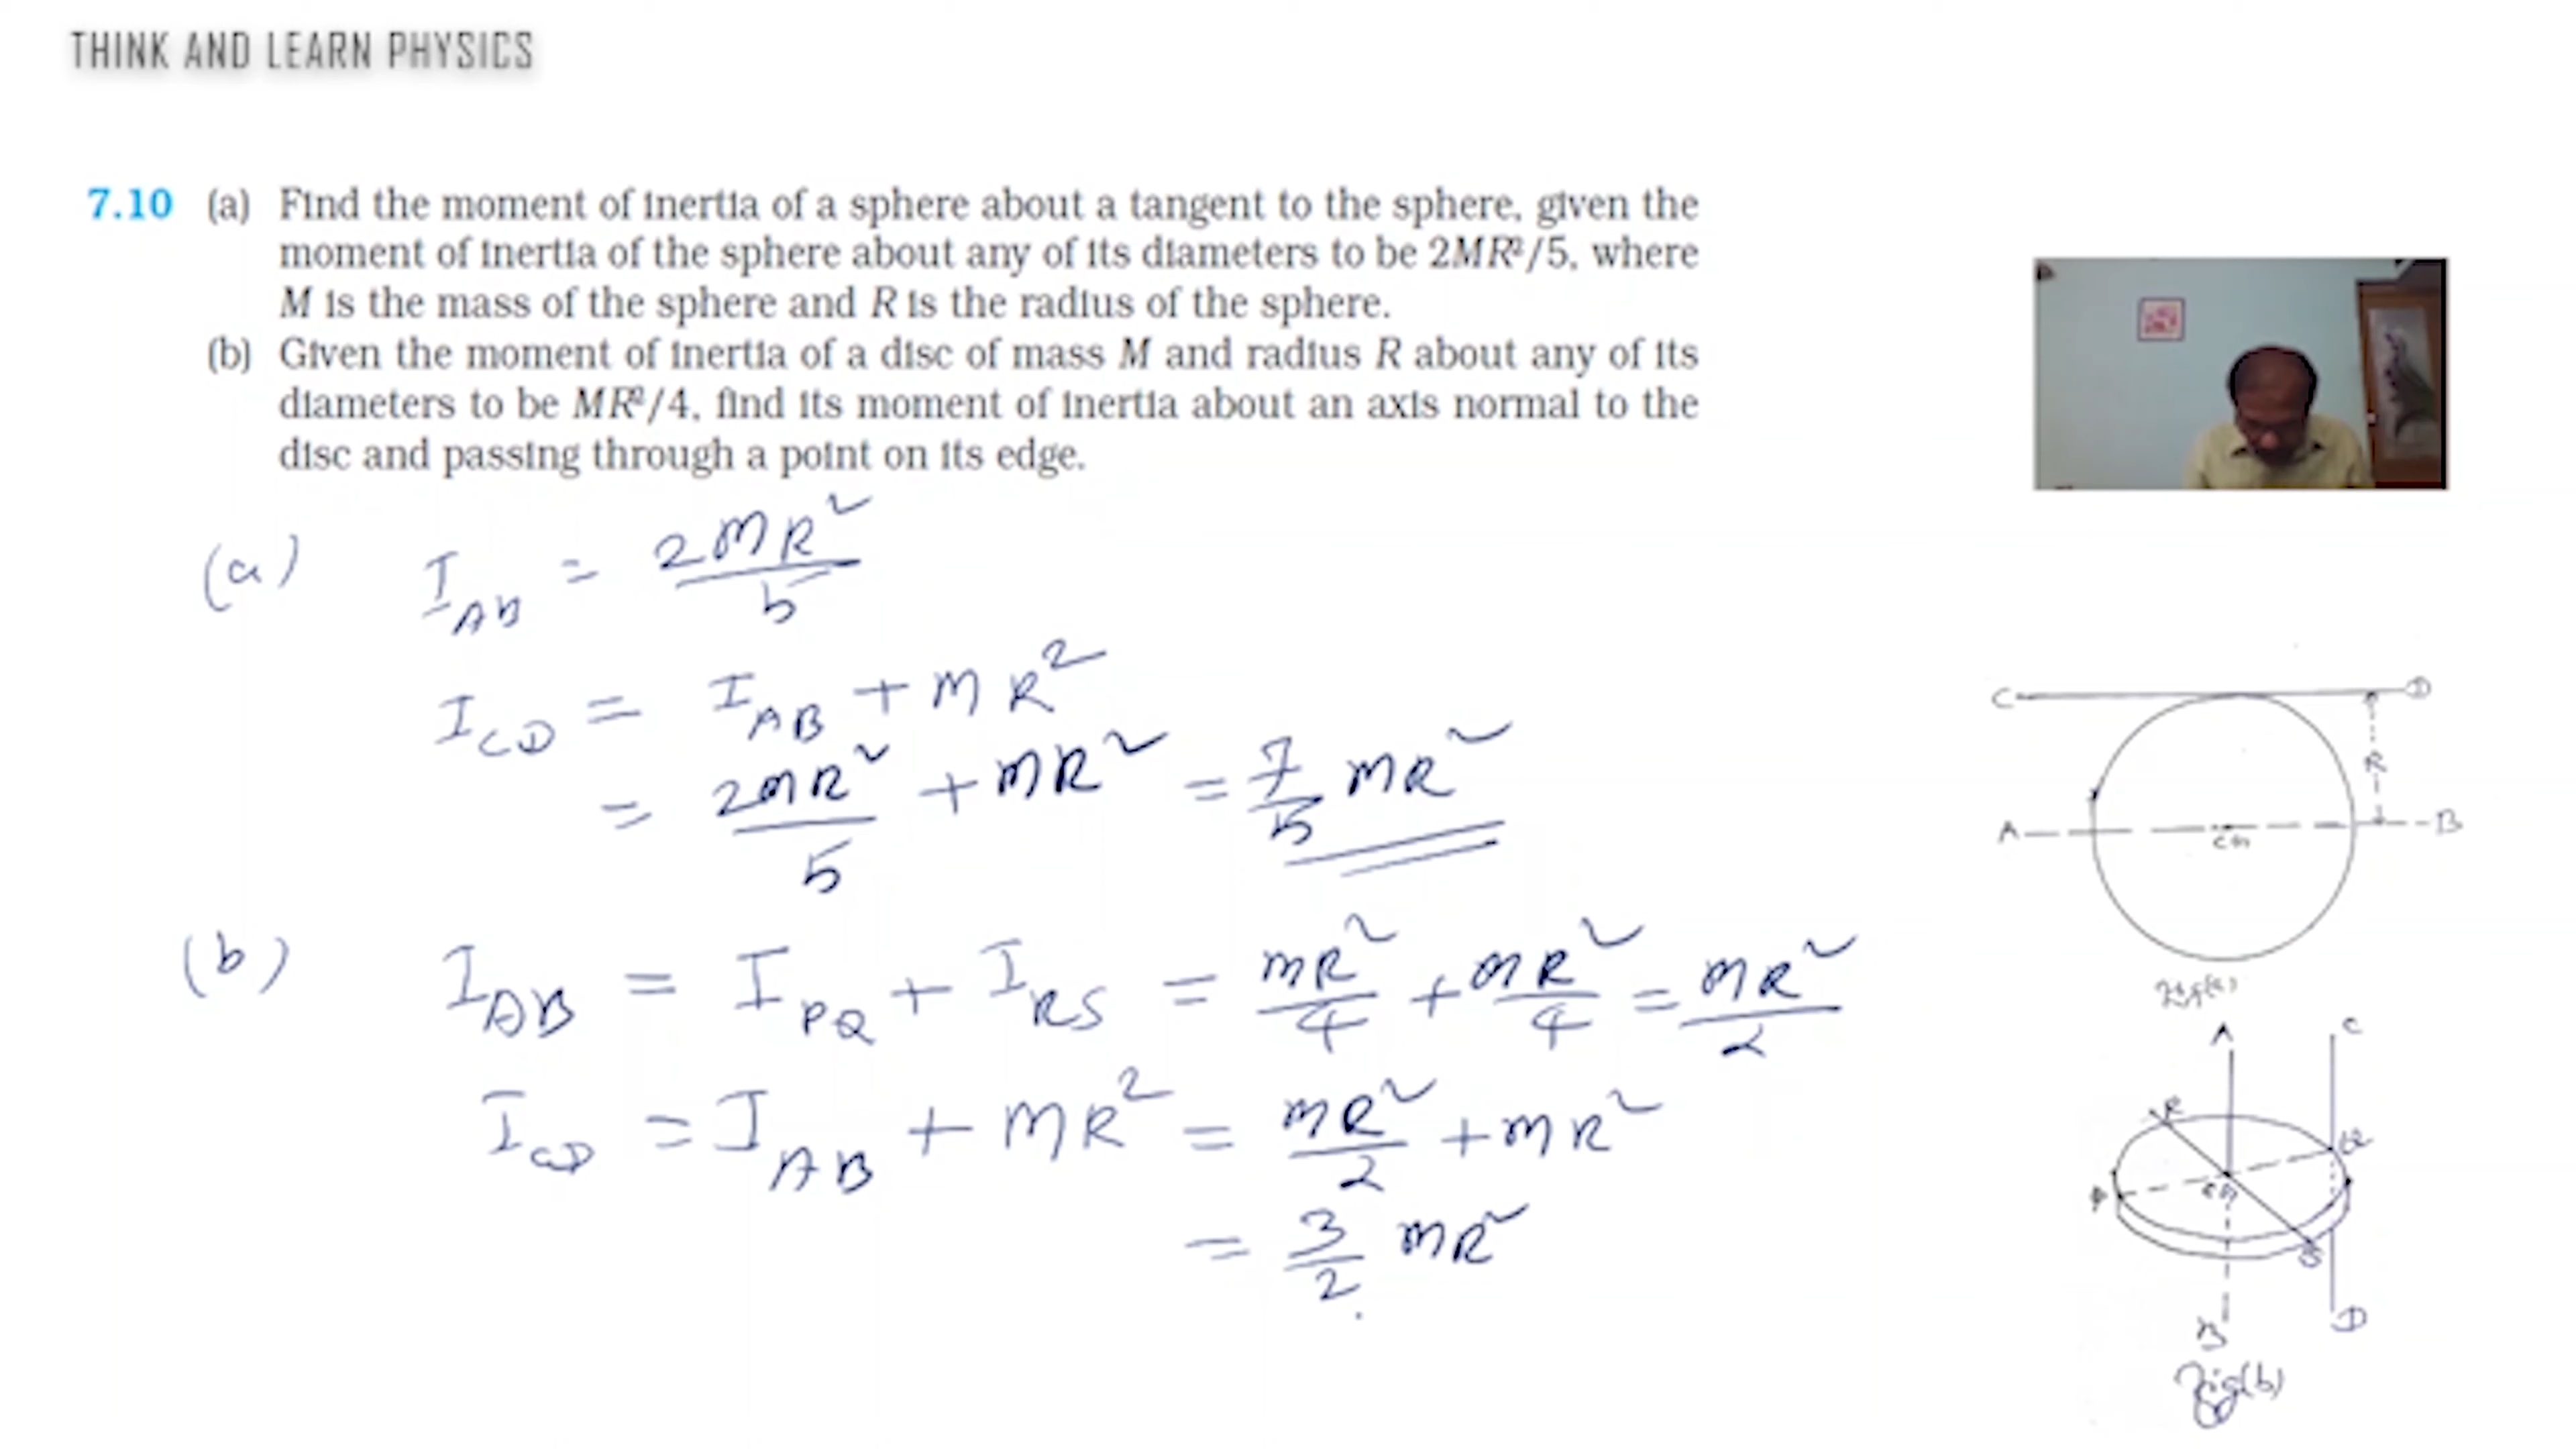 THINK AND LEARN PHYSICS
7.10 (a) Find the moment of inertia of a sphere about a tangent to the sphere, given the
moment of inertia of the sphere about any of its diameters to be 2MR²/5, where
M is the mass of the sphere and R is the radius of the sphere.
(b) Given the moment of inertia of a disc of mass M and radius R about any of its
diameters to be MR²/4, find its moment of inertia about an axis normal to the
disc and passing through a point on its edge.
(a) I_AB = 2MR²/5
I_CD = I_AB + MR²
= 2MR²/5 + MR² = 7/5 MR²
(b) I_AB = I_PQ + I_RS = MR²/4 + MR²/4 = MR²/2
I_CD = I_AB + MR² = MR²/2 + MR²
= 3/2 MR²
C D
R
A B
CM
Fig(a)
A C
R Q
P CM
S
B D
Fig(b)